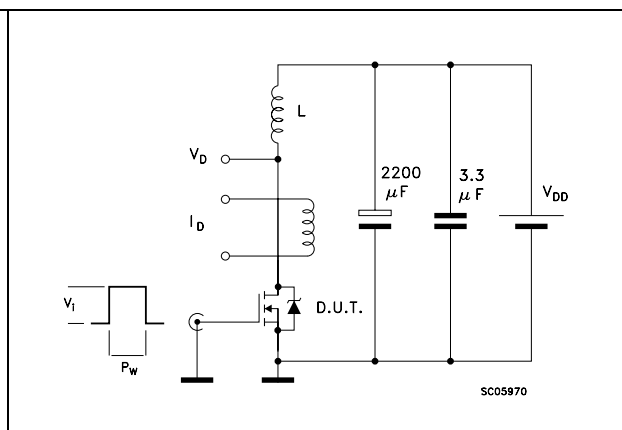 L
V_D
2200
μF
3.3
μF
V_DD
I_D
V_i
D.U.T.
P_W
SC05970